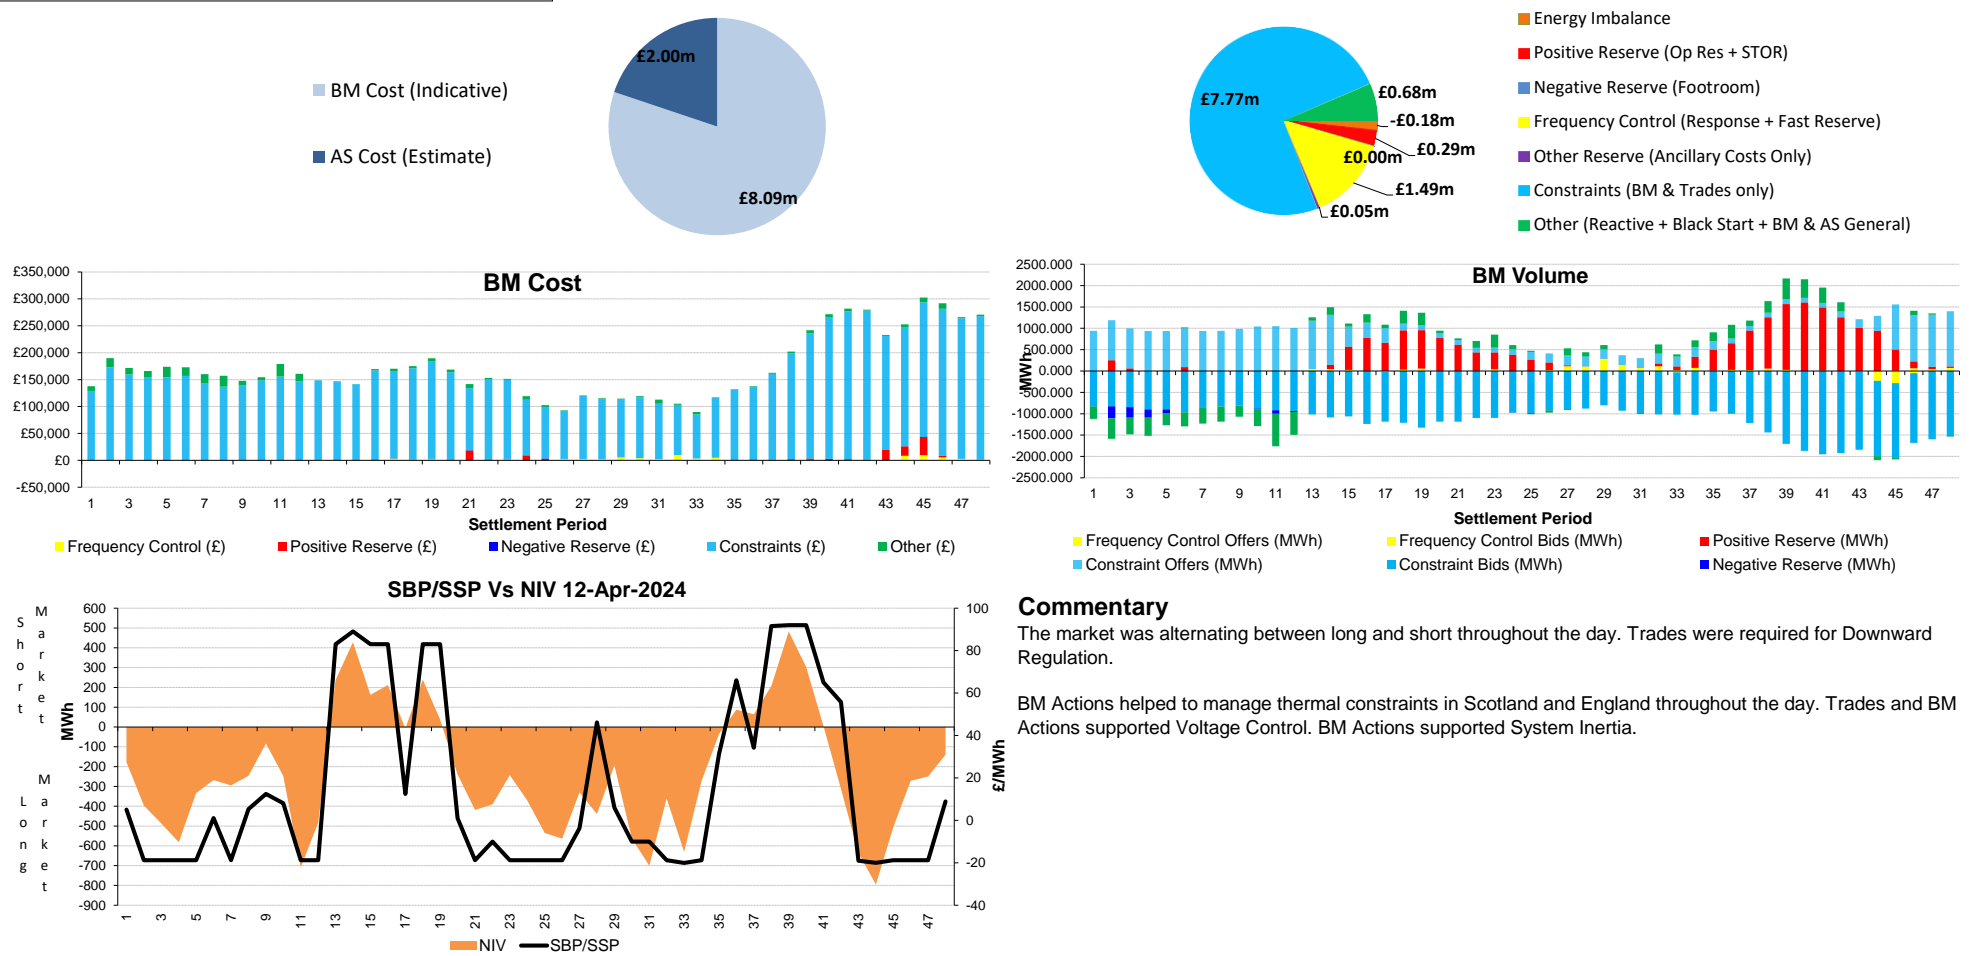 BM Cost (Indicative)
AS Cost (Estimate)
£2.00m
£8.09m
£7.77m
£0.68m
-£0.18m
£0.29m
£0.00m
£1.49m
£0.05m
Energy Imbalance
Positive Reserve (Op Res + STOR)
Negative Reserve (Footroom)
Frequency Control (Response + Fast Reserve)
Other Reserve (Ancillary Costs Only)
Constraints (BM & Trades only)
Other (Reactive + Black Start + BM & AS General)
BM Cost
£350,000
£300,000
£250,000
£200,000
£150,000
£100,000
£50,000
£0
-£50,000
1 3 5 7 9 11 13 15 17 19 21 23 25 27 29 31 33 35 37 39 41 43 45 47
Settlement Period
Frequency Control (£) Positive Reserve (£) Negative Reserve (£) Constraints (£) Other (£)
BM Volume
2500.000
2000.000
1500.000
1000.000
500.000
0.000
-500.000
-1000.000
-1500.000
-2000.000
-2500.000
MWh
1 3 5 7 9 11 13 15 17 19 21 23 25 27 29 31 33 35 37 39 41 43 45 47
Settlement Period
Frequency Control Offers (MWh) Frequency Control Bids (MWh) Positive Reserve (MWh)
Constraint Offers (MWh) Constraint Bids (MWh) Negative Reserve (MWh)
SBP/SSP Vs NIV 12-Apr-2024
Short Market
Long Market
MWh
600
500
400
300
200
100
0
-100
-200
-300
-400
-500
-600
-700
-800
-900
100
80
60
40
20
0
-20
-40
£/MWh
1 3 5 7 9 11 13 15 17 19 21 23 25 27 29 31 33 35 37 39 41 43 45 47
NIV SBP/SSP
Commentary
The market was alternating between long and short throughout the day. Trades were required for Downward
Regulation.
BM Actions helped to manage thermal constraints in Scotland and England throughout the day. Trades and BM
Actions supported Voltage Control. BM Actions supported System Inertia.